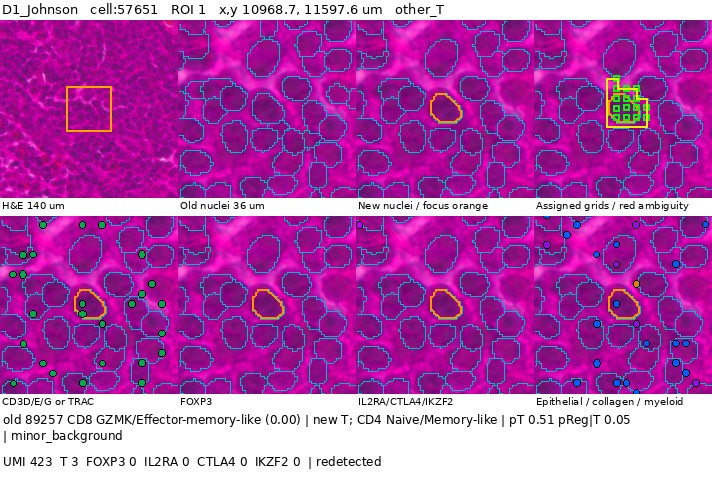 D1_Johnson   cell:57651   ROI 1   x,y 10968.7, 11597.6 um   other_T
H&E 140 um
Old nuclei 36 um
New nuclei / focus orange
Assigned grids / red ambiguity
CD3D/E/G or TRAC
FOXP3
IL2RA/CTLA4/IKZF2
Epithelial / collagen / myeloid
old 89257 CD8 GZMK/Effector-memory-like (0.00) | new T; CD4 Naive/Memory-like | pT 0.51 pReg|T 0.05
| minor_background
UMI 423  T 3  FOXP3 0  IL2RA 0  CTLA4 0  IKZF2 0  | redetected